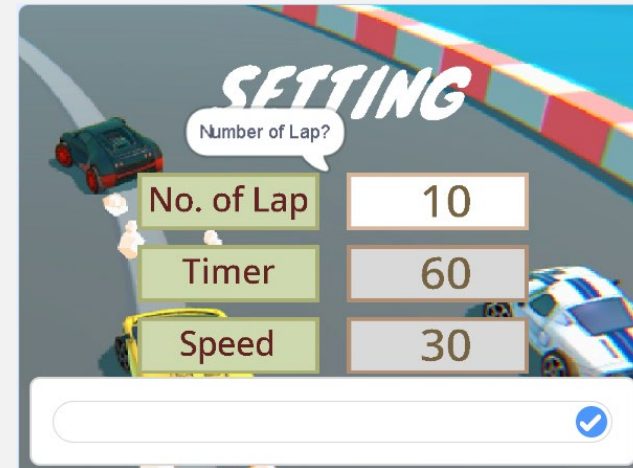 SETTING
Number of Lap?
No. of Lap 10
Timer 60
Speed 30